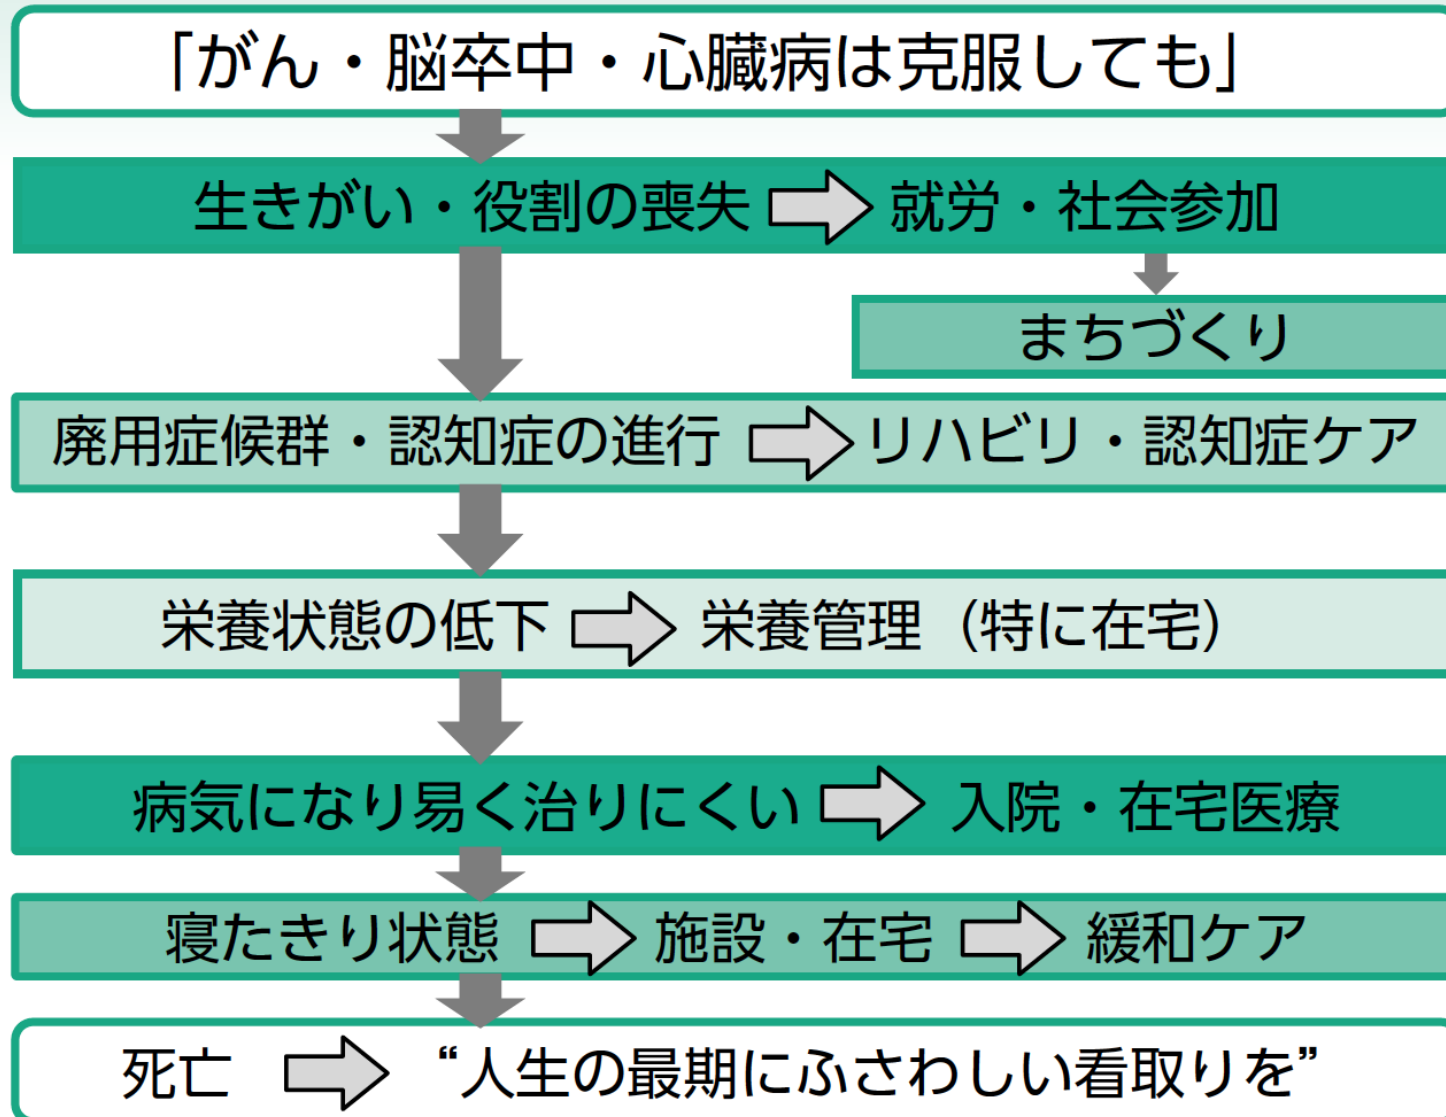 「がん・脳卒中・心臓病は克服しても」
生きがい・役割の喪失 就労・社会参加
まちづくり
廃用症候群・認知症の進行 リハビリ・認知症ケア
栄養状態の低下 栄養管理（特に在宅）
病気になり易く治りにくい 入院・在宅医療
寝たきり状態 施設・在宅 緩和ケア
死亡 “人生の最期にふさわしい看取りを”